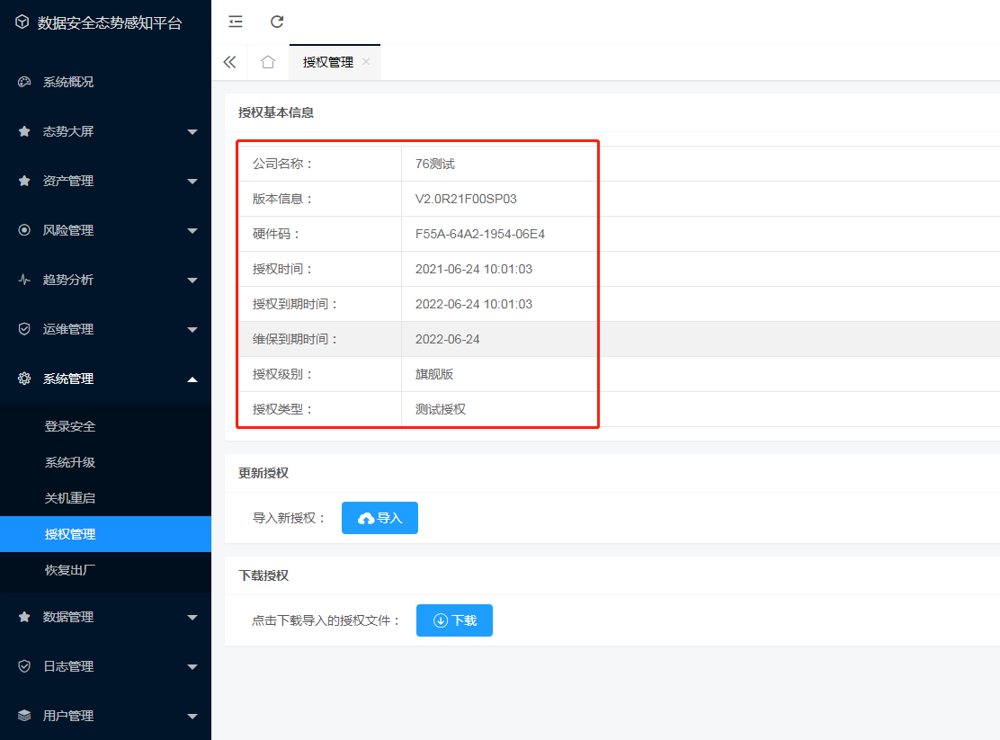 数据安全态势感知平台
系统概况
态势大屏
资产管理
风险管理
趋势分析
运维管理
系统管理
登录安全
系统升级
关机重启
授权管理
恢复出厂
数据管理
日志管理
用户管理
授权管理 ×
授权基本信息
公司名称： 76测试
版本信息： V2.0R21F00SP03
硬件码： F55A-64A2-1954-06E4
授权时间： 2021-06-24 10:01:03
授权到期时间： 2022-06-24 10:01:03
维保到期时间： 2022-06-24
授权级别： 旗舰版
授权类型： 测试授权
更新授权
导入新授权： 导入
下载授权
点击下载导入的授权文件： 下载